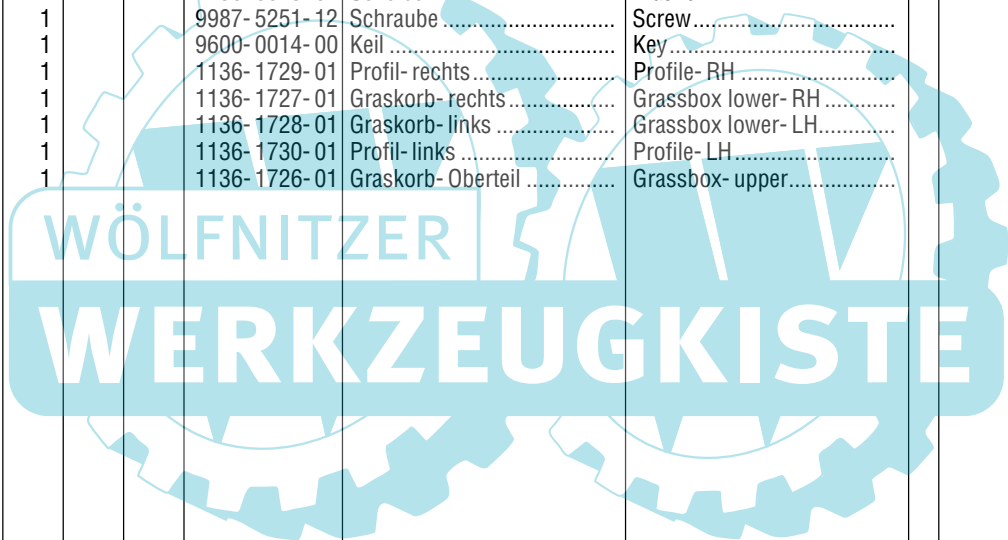 1 9987-5251-12 Schraube Screw
1 9600-0014-00 Keil Key
1 1136-1729-01 Profil-rechts Profile-RH
1 1136-1727-01 Graskorb-rechts Grassbox lower-RH
1 1136-1728-01 Graskorb-links Grassbox lower-LH
1 1136-1730-01 Profil-links Profile-LH
1 1136-1726-01 Graskorb-Oberteil Grassbox-upper
WÖLFNITZER
WERKZEUGKISTE